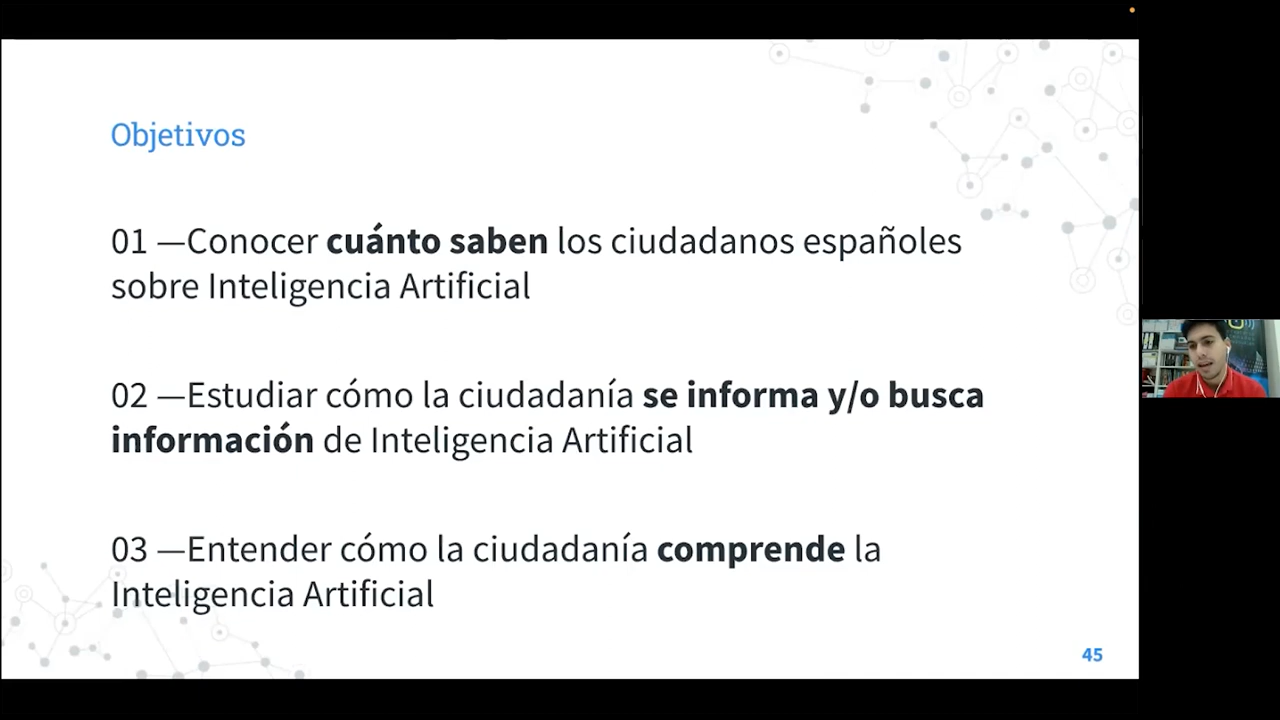 Objetivos
01 —Conocer cuánto saben los ciudadanos españoles
sobre Inteligencia Artificial
02 —Estudiar cómo la ciudadanía se informa y/o busca
información de Inteligencia Artificial
03 —Entender cómo la ciudadanía comprende la
Inteligencia Artificial
45